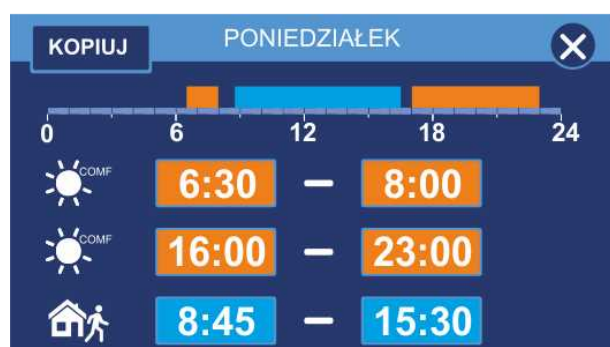 KOPIUJ PONIEDZIAŁEK X
0 6 12 18 24
COMF 6:30 – 8:00
COMF 16:00 – 23:00
8:45 – 15:30